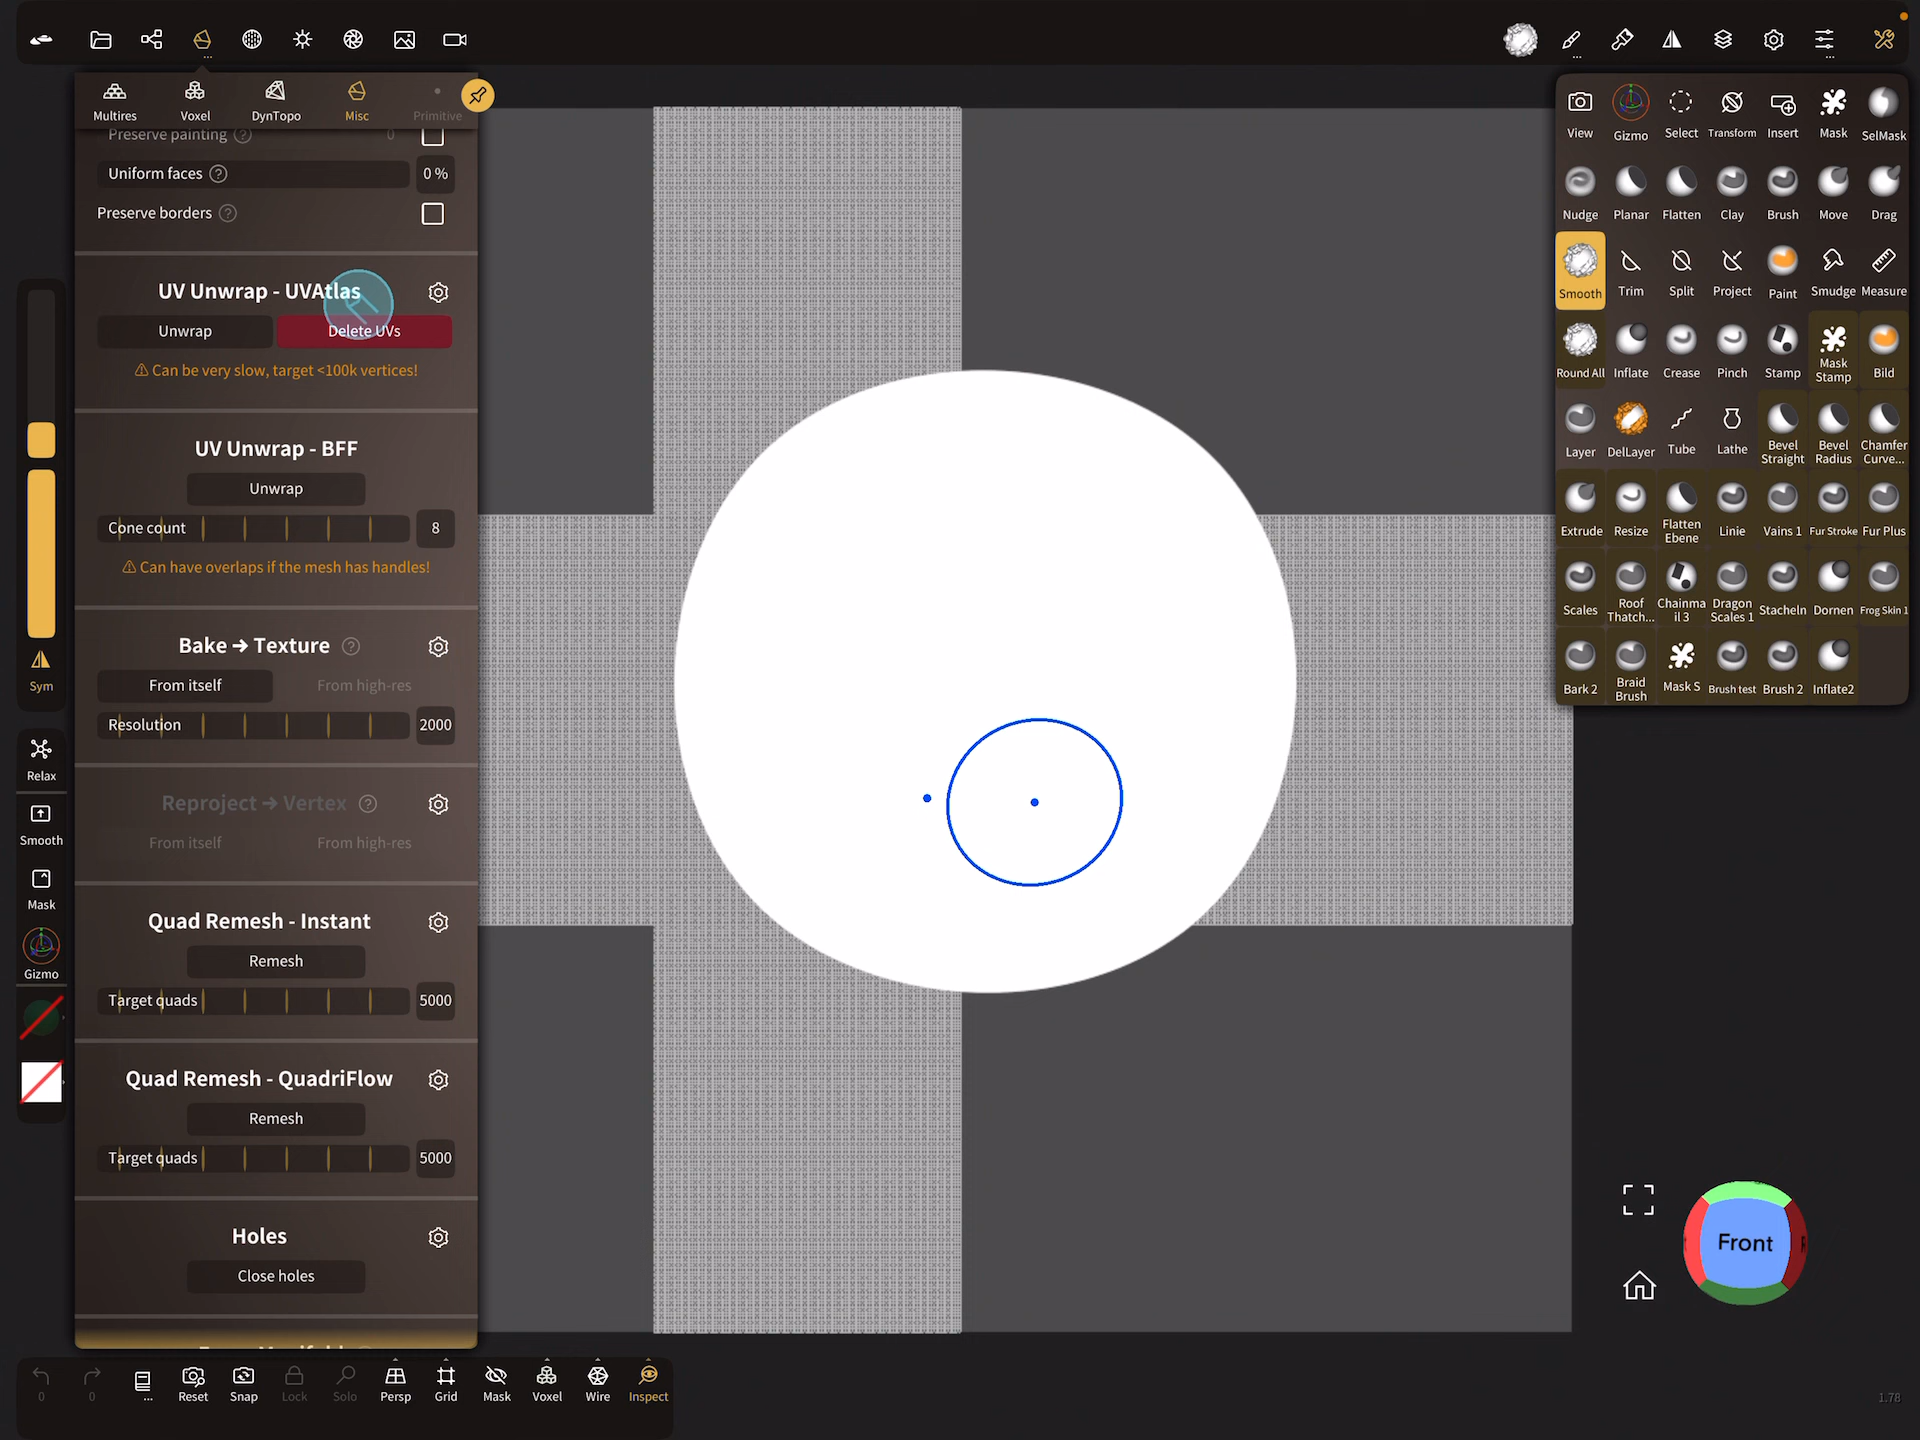 Multires
Voxel
DynTopo
Misc
Primitive
Preserve painting ?
0
Uniform faces ?
0 %
Preserve borders ?
UV Unwrap - UVAtlas
Unwrap
Delete UVs
⚠ Can be very slow, target <100k vertices!
UV Unwrap - BFF
Unwrap
Cone count
8
⚠ Can have overlaps if the mesh has handles!
Bake → Texture ?
From itself
From high-res
Resolution
2000
Reproject → Vertex ?
From itself
From high-res
Quad Remesh - Instant
Remesh
Target quads
5000
Quad Remesh - QuadriFlow
Remesh
Target quads
5000
Holes
Close holes
Sym
Relax
Smooth
Mask
Gizmo
View
Gizmo
Select
Transform
Insert
Mask
SelMask
Nudge
Planar
Flatten
Clay
Brush
Move
Drag
Smooth
Trim
Split
Project
Paint
Smudge
Measure
Round All
Inflate
Crease
Pinch
Stamp
Mask
Stamp
Bild
Layer
DelLayer
Tube
Lathe
Bevel
Straight
Bevel
Radius
Chamfer
Curve...
Extrude
Resize
Flatten
Ebene
Linie
Vains 1
Fur Stroke
Fur Plus
Scales
Roof
Thatch...
Chainma
il 3
Dragon
Scales 1
Stacheln
Dornen
Frog Skin 1
Bark 2
Braid
Brush
Mask S
Brush test
Brush 2
Inflate2
Front
0
0
...
Reset
Snap
Lock
Solo
Persp
Grid
Mask
Voxel
Wire
Inspect
1.78